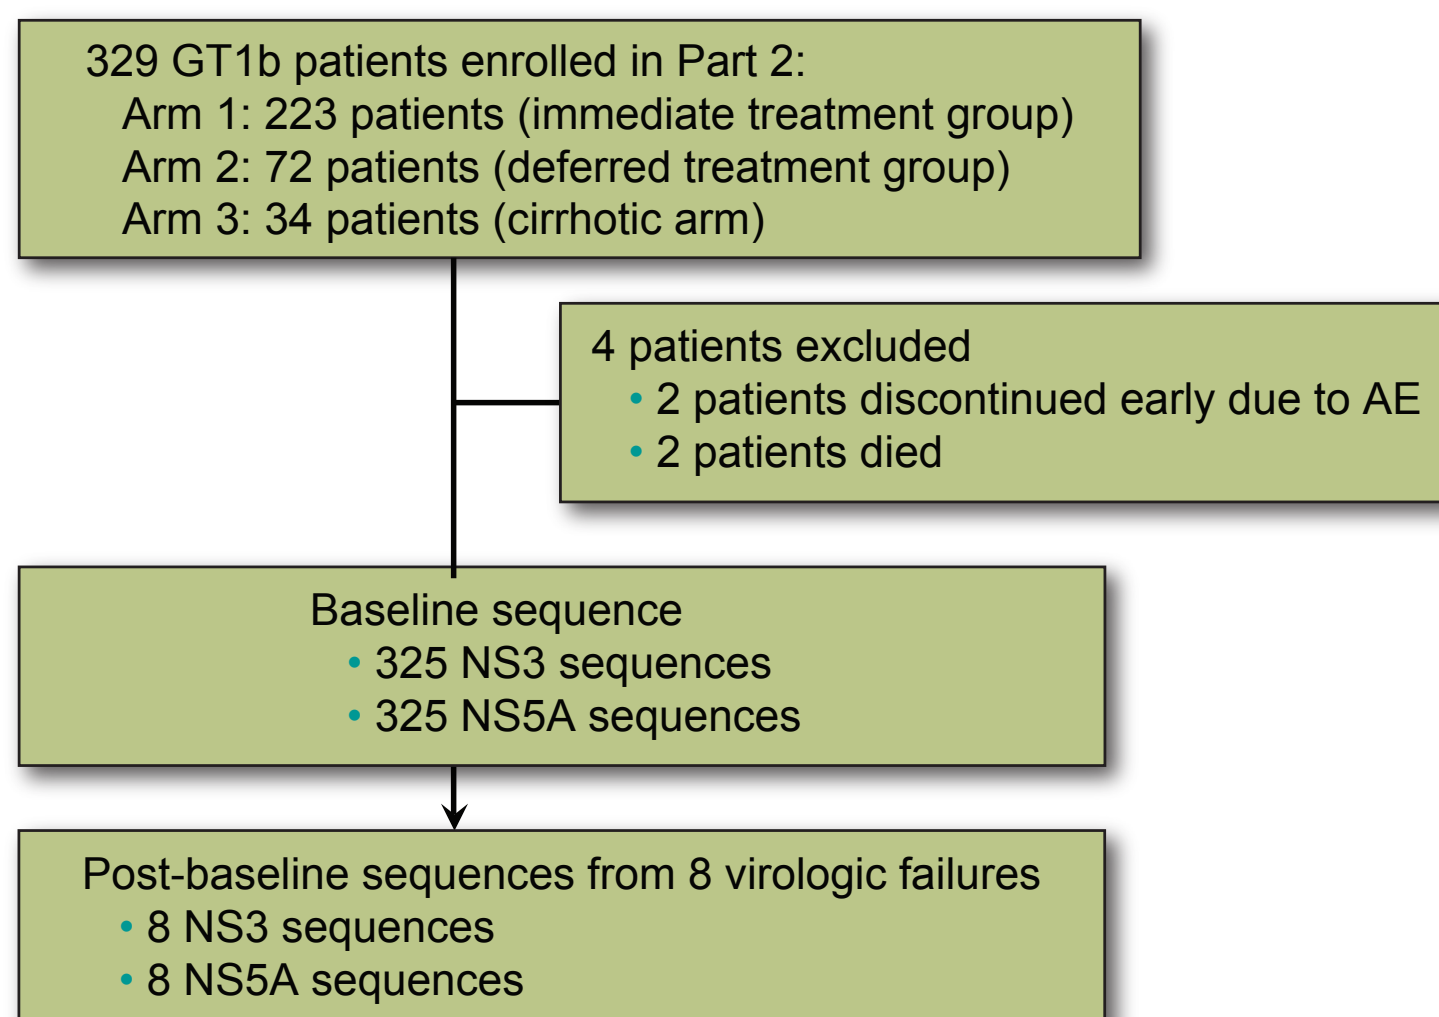 329 GT1b patients enrolled in Part 2:
Arm 1: 223 patients (immediate treatment group)
Arm 2: 72 patients (deferred treatment group)
Arm 3: 34 patients (cirrhotic arm)
4 patients excluded
• 2 patients discontinued early due to AE
• 2 patients died
Baseline sequence
• 325 NS3 sequences
• 325 NS5A sequences
Post-baseline sequences from 8 virologic failures
• 8 NS3 sequences
• 8 NS5A sequences